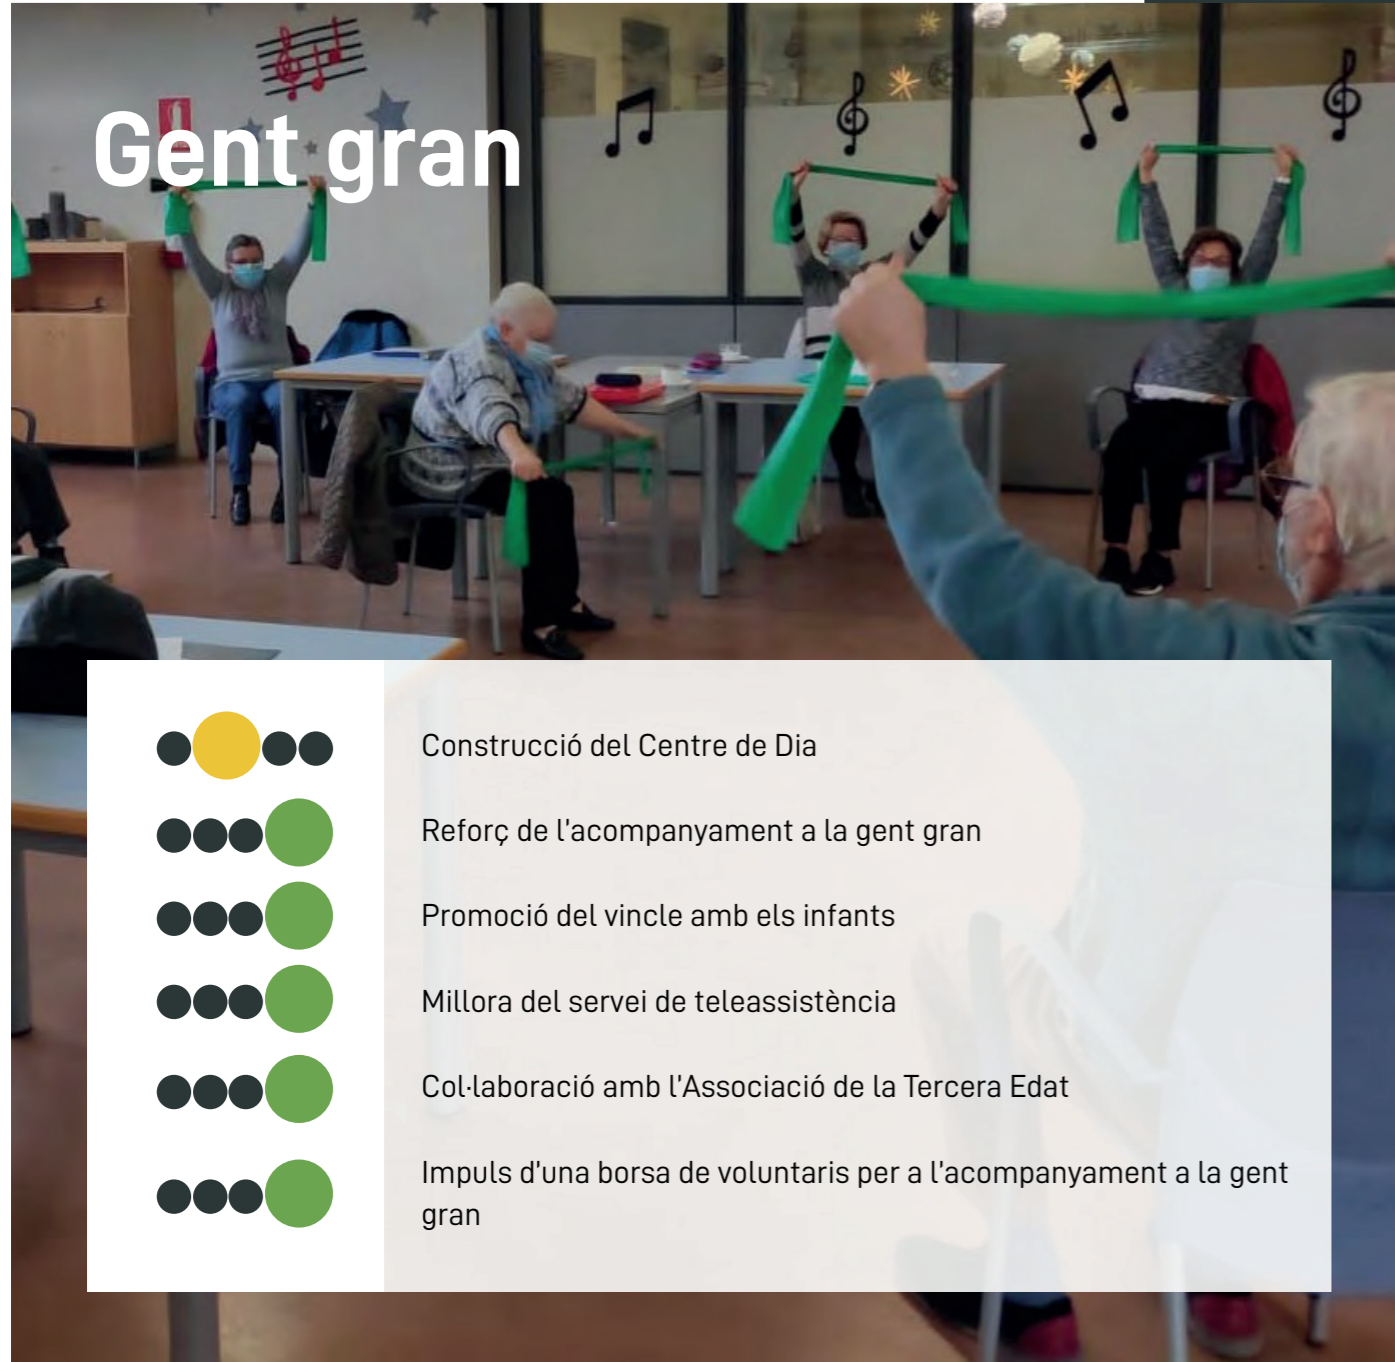 Gent gran
Construcció del Centre de Dia
Reforç de l'acompanyament a la gent gran
Promoció del vincle amb els infants
Millora del servei de teleassistència
Col·laboració amb l'Associació de la Tercera Edat
Impuls d'una borsa de voluntaris per a l'acompanyament a la gent
gran